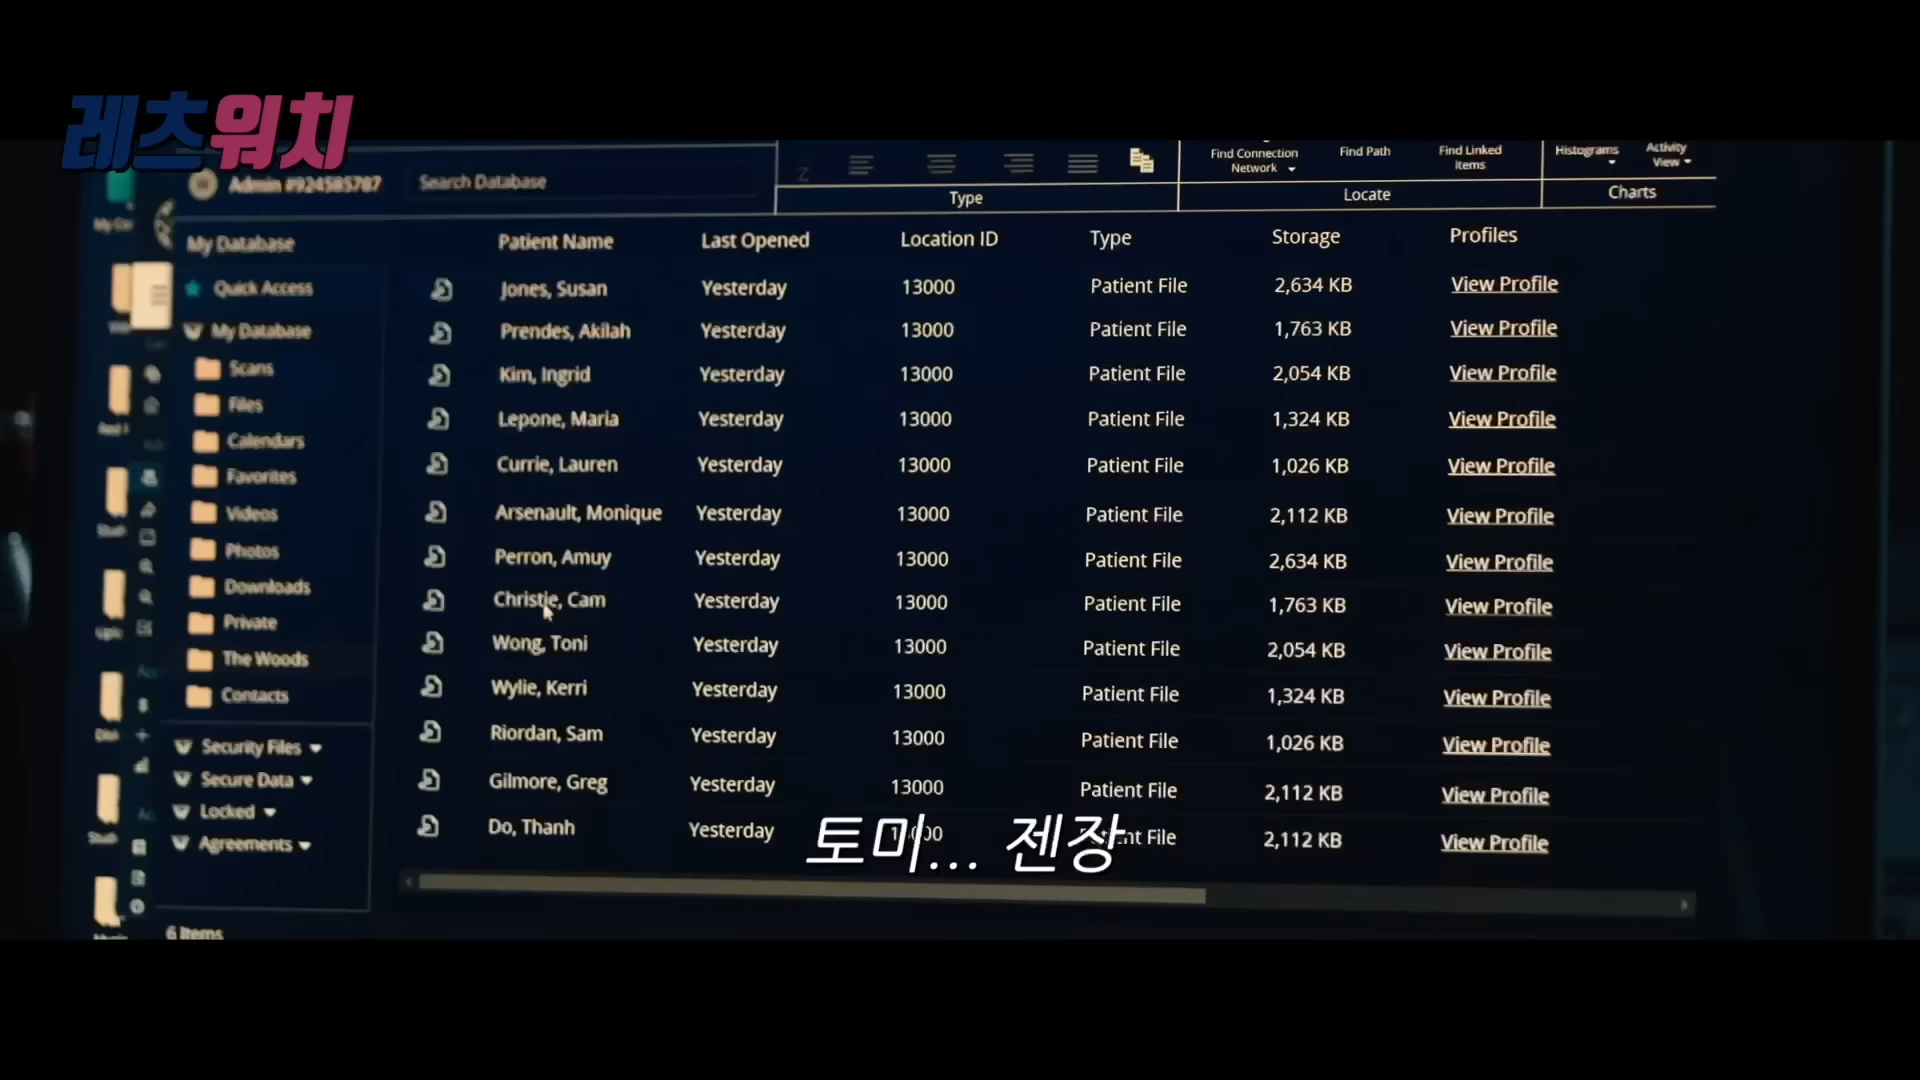 레츠워치
Admin #924585787
Search Database
Type
Find Connection
Network
Find Path
Find Linked
Items
Locate
Histograms
Activity
View
Charts
My Database
Quick Access
My Database
Scans
Files
Calendars
Favorites
Videos
Photos
Downloads
Private
The Woods
Contacts
Security Files
Secure Data
Locked
Agreements
6 Items
Patient Name Last Opened Location ID Type Storage Profiles
Jones, Susan Yesterday 13000 Patient File 2,634 KB View Profile
Prendes, Akilah Yesterday 13000 Patient File 1,763 KB View Profile
Kim, Ingrid Yesterday 13000 Patient File 2,054 KB View Profile
Lepone, Maria Yesterday 13000 Patient File 1,324 KB View Profile
Currie, Lauren Yesterday 13000 Patient File 1,026 KB View Profile
Arsenault, Monique Yesterday 13000 Patient File 2,112 KB View Profile
Perron, Amuy Yesterday 13000 Patient File 2,634 KB View Profile
Christie, Cam Yesterday 13000 Patient File 1,763 KB View Profile
Wong, Toni Yesterday 13000 Patient File 2,054 KB View Profile
Wylie, Kerri Yesterday 13000 Patient File 1,324 KB View Profile
Riordan, Sam Yesterday 13000 Patient File 1,026 KB View Profile
Gilmore, Greg Yesterday 13000 Patient File 2,112 KB View Profile
Do, Thanh Yesterday File 2,112 KB View Profile
토미... 젠장